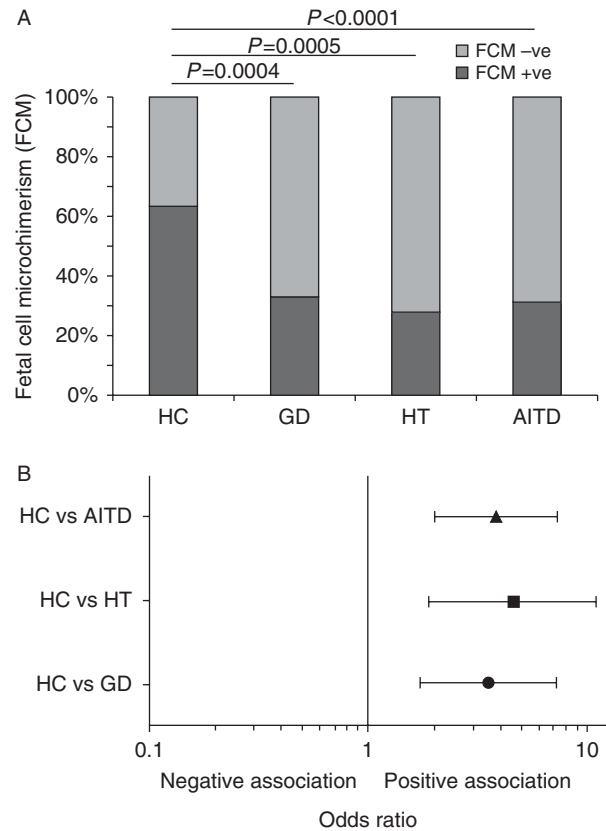 A
P<0.0001
P=0.0005
P=0.0004
FCM –ve
FCM +ve
Fetal cell microchimerism (FCM)
100%
80%
60%
40%
20%
0%
HC GD HT AITD
B
HC vs AITD
HC vs HT
HC vs GD
0.1 1 10
Negative association Positive association
Odds ratio